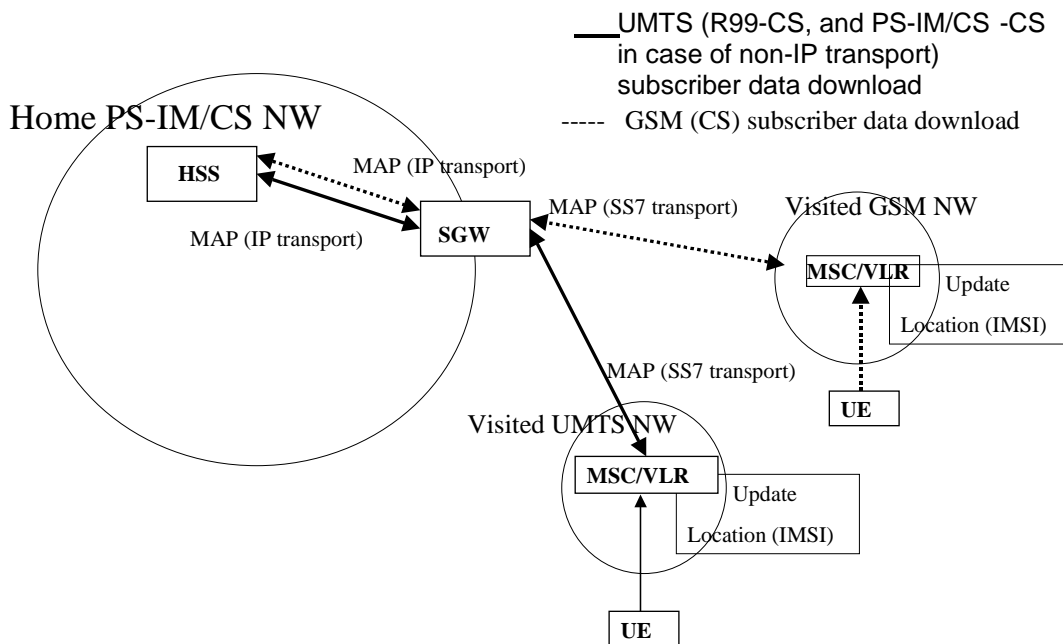 UMTS (R99-CS, and PS-IM/CS -CS
in case of non-IP transport)
subscriber data download
GSM (CS) subscriber data download
Home PS-IM/CS NW
HSS
MAP (IP transport)
MAP (IP transport)
SGW
MAP (SS7 transport)
Visited GSM NW
MSC/VLR
Update
Location (IMSI)
UE
MAP (SS7 transport)
Visited UMTS NW
MSC/VLR
Update
Location (IMSI)
UE